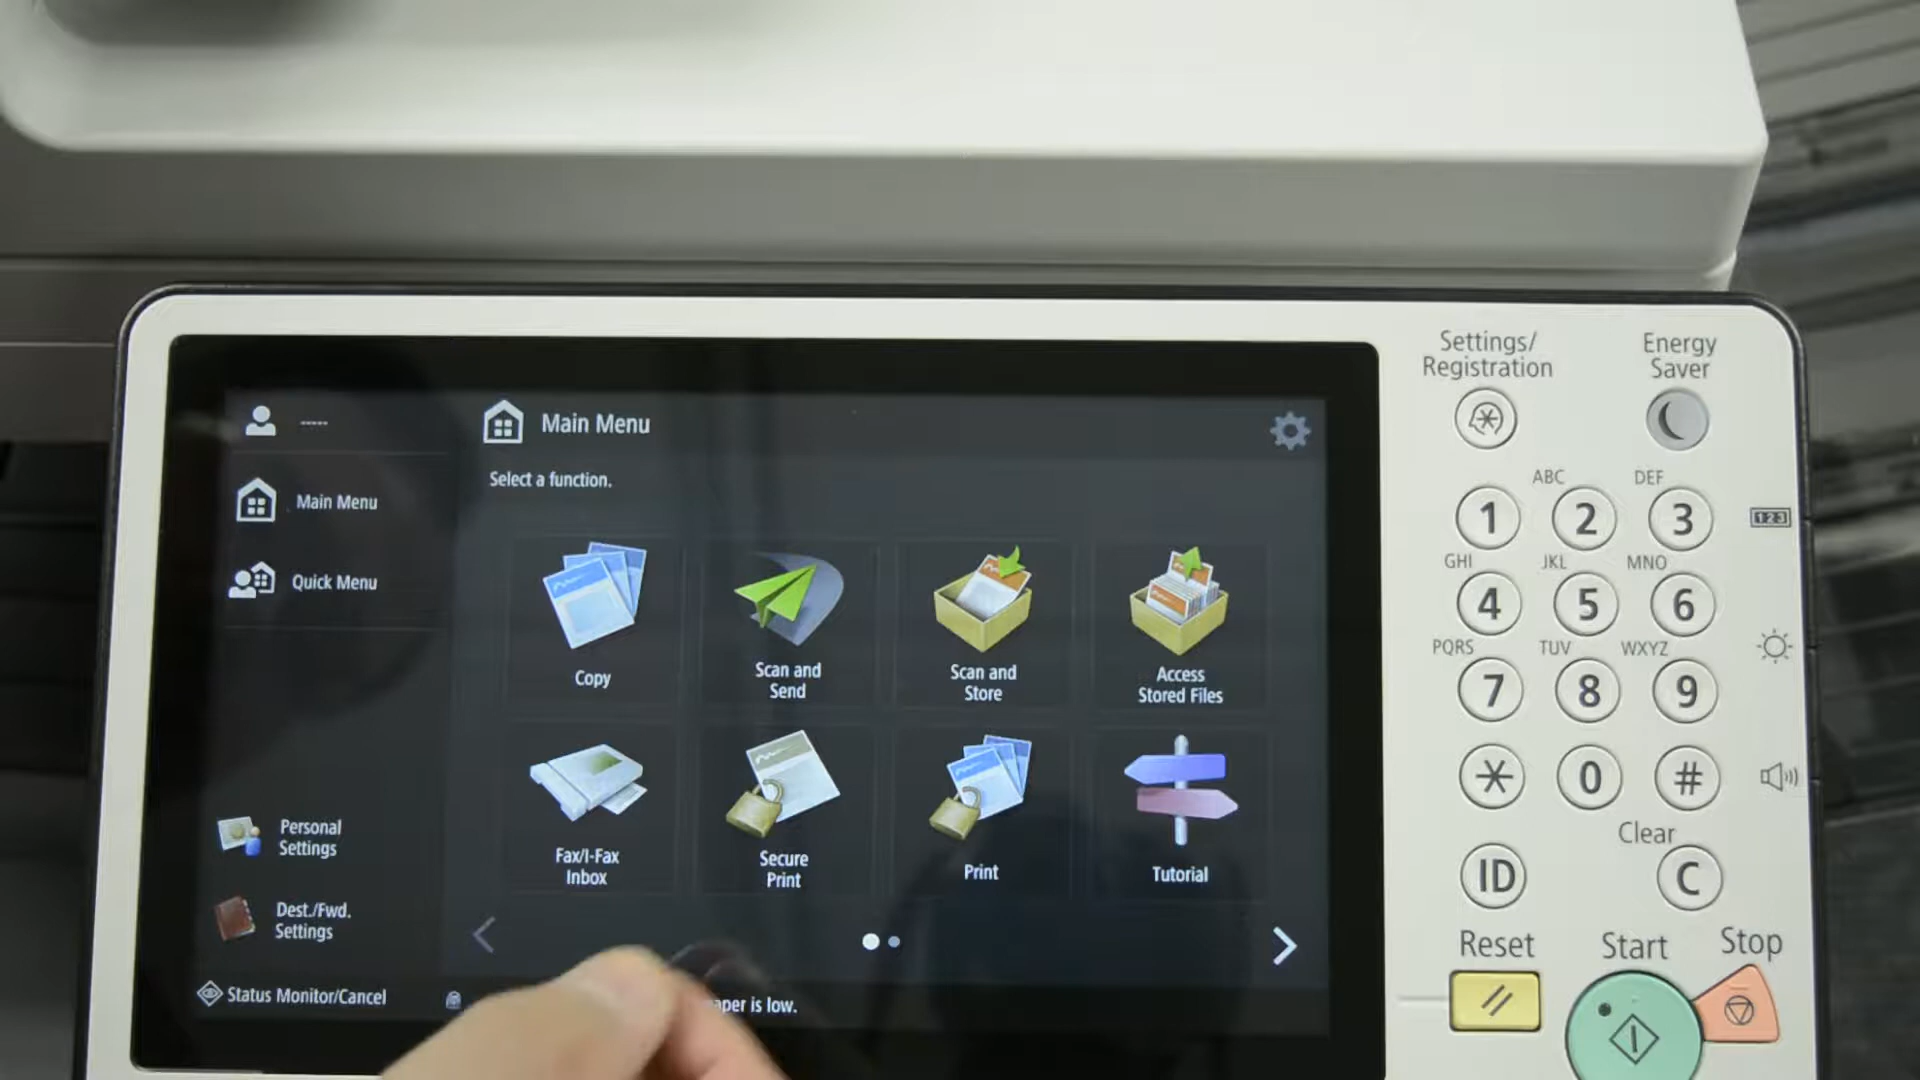 -----
Main Menu
Quick Menu
Personal
Settings
Dest./Fwd.
Settings
Status Monitor/Cancel
Main Menu
Select a function.
Copy
Scan and
Send
Scan and
Store
Access
Stored Files
Fax/I-Fax
Inbox
Secure
Print
Print
Tutorial
is low.
Settings/
Registration
Energy
Saver
ABC DEF
1 2 3
123
GHI JKL MNO
4 5 6
PQRS TUV WXYZ
7 8 9
* 0 #
Clear
ID C
Reset Start Stop